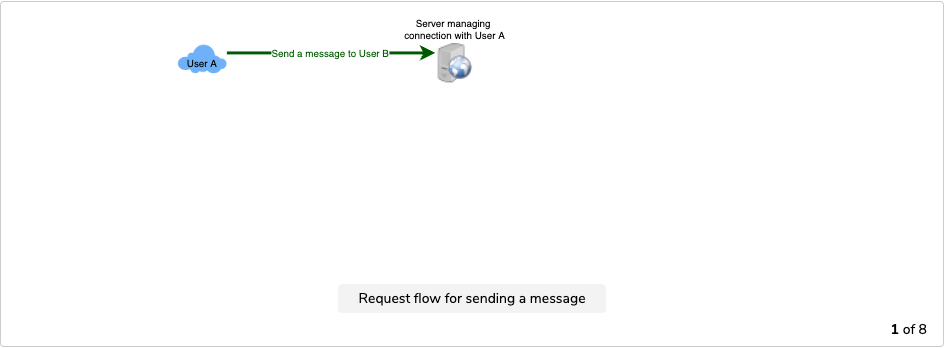 Server managing
connection with User A
User A
Send a message to User B
Request flow for sending a message
1 of 8